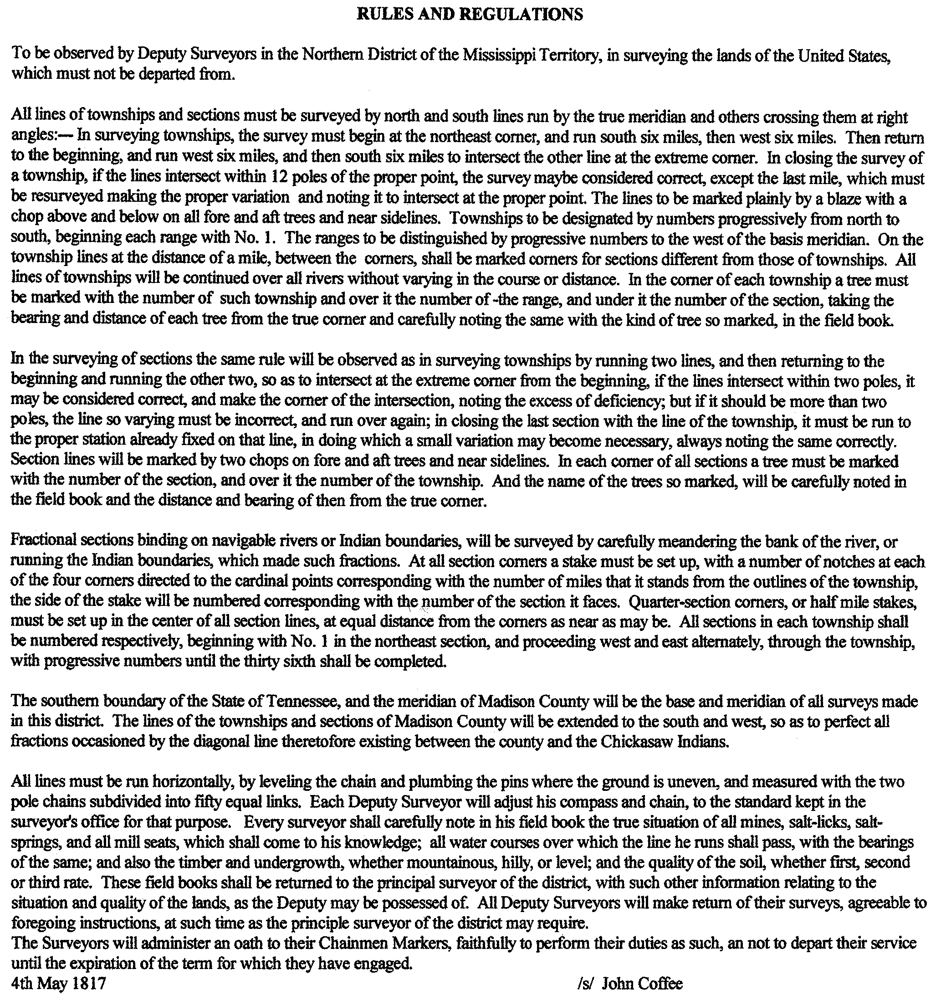 RULES AND REGULATIONS
To be observed by Deputy Surveyors in the Northern District of the Mississippi Territory, in surveying the lands of the United States,
which must not be departed from.
All lines of townships and sections must be surveyed by north and south lines run by the true meridian and others crossing them at right
angles:— In surveying townships, the survey must begin at the northeast corner, and run south six miles, then west six miles. Then return
to the beginning, and run west six miles, and then south six miles to intersect the other line at the extreme corner. In closing the survey of
a township, if the lines intersect within 12 poles of the proper point, the survey maybe considered correct, except the last mile, which must
be resurveyed making the proper variation and noting it to intersect at the proper point. The lines to be marked plainly by a blaze with a
chop above and below on all fore and aft trees and near sidelines. Townships to be designated by numbers progressively from north to
south, beginning each range with No. 1. The ranges to be distinguished by progressive numbers to the west of the basis meridian. On the
township lines at the distance of a mile, between the corners, shall be marked corners for sections different from those of townships. All
lines of townships will be continued over all rivers without varying in the course or distance. In the corner of each township a tree must
be marked with the number of such township and over it the number of -the range, and under it the number of the section, taking the
bearing and distance of each tree from the true corner and carefully noting the same with the kind of tree so marked, in the field book.
In the surveying of sections the same rule will be observed as in surveying townships by running two lines, and then returning to the
beginning and running the other two, so as to intersect at the extreme corner from the beginning, if the lines intersect within two poles, it
may be considered correct, and make the corner of the intersection, noting the excess of deficiency; but if it should be more than two
poles, the line so varying must be incorrect, and run over again; in closing the last section with the line of the township, it must be run to
the proper station already fixed on that line, in doing which a small variation may become necessary, always noting the same correctly.
Section lines will be marked by two chops on fore and aft trees and near sidelines. In each corner of all sections a tree must be marked
with the number of the section, and over it the number of the township. And the name of the trees so marked, will be carefully noted in
the field book and the distance and bearing of then from the true corner.
Fractional sections binding on navigable rivers or Indian boundaries, will be surveyed by carefully meandering the bank of the river, or
running the Indian boundaries, which made such fractions. At all section corners a stake must be set up, with a number of notches at each
of the four corners directed to the cardinal points corresponding with the number of miles that it stands from the outlines of the township,
the side of the stake will be numbered corresponding with the number of the section it faces. Quarter-section corners, or half mile stakes,
must be set up in the center of all section lines, at equal distance from the corners as near as may be. All sections in each township shall
be numbered respectively, beginning with No. 1 in the northeast section, and proceeding west and east alternately, through the township,
with progressive numbers until the thirty sixth shall be completed.
The southern boundary of the State of Tennessee, and the meridian of Madison County will be the base and meridian of all surveys made
in this district. The lines of the townships and sections of Madison County will be extended to the south and west, so as to perfect all
fractions occasioned by the diagonal line theretofore existing between the county and the Chickasaw Indians.
All lines must be run horizontally, by leveling the chain and plumbing the pins where the ground is uneven, and measured with the two
pole chains subdivided into fifty equal links. Each Deputy Surveyor will adjust his compass and chain, to the standard kept in the
surveyor's office for that purpose. Every surveyor shall carefully note in his field book the true situation of all mines, salt-licks, salt-
springs, and all mill seats, which shall come to his knowledge; all water courses over which the line he runs shall pass, with the bearings
of the same; and also the timber and undergrowth, whether mountainous, hilly, or level; and the quality of the soil, whether first, second
or third rate. These field books shall be returned to the principal surveyor of the district, with such other information relating to the
situation and quality of the lands, as the Deputy may be possessed of. All Deputy Surveyors will make return of their surveys, agreeable to
foregoing instructions, at such time as the principle surveyor of the district may require.
The Surveyors will administer an oath to their Chainmen Markers, faithfully to perform their duties as such, an not to depart their service
until the expiration of the term for which they have engaged.
4th May 1817 /s/ John Coffee